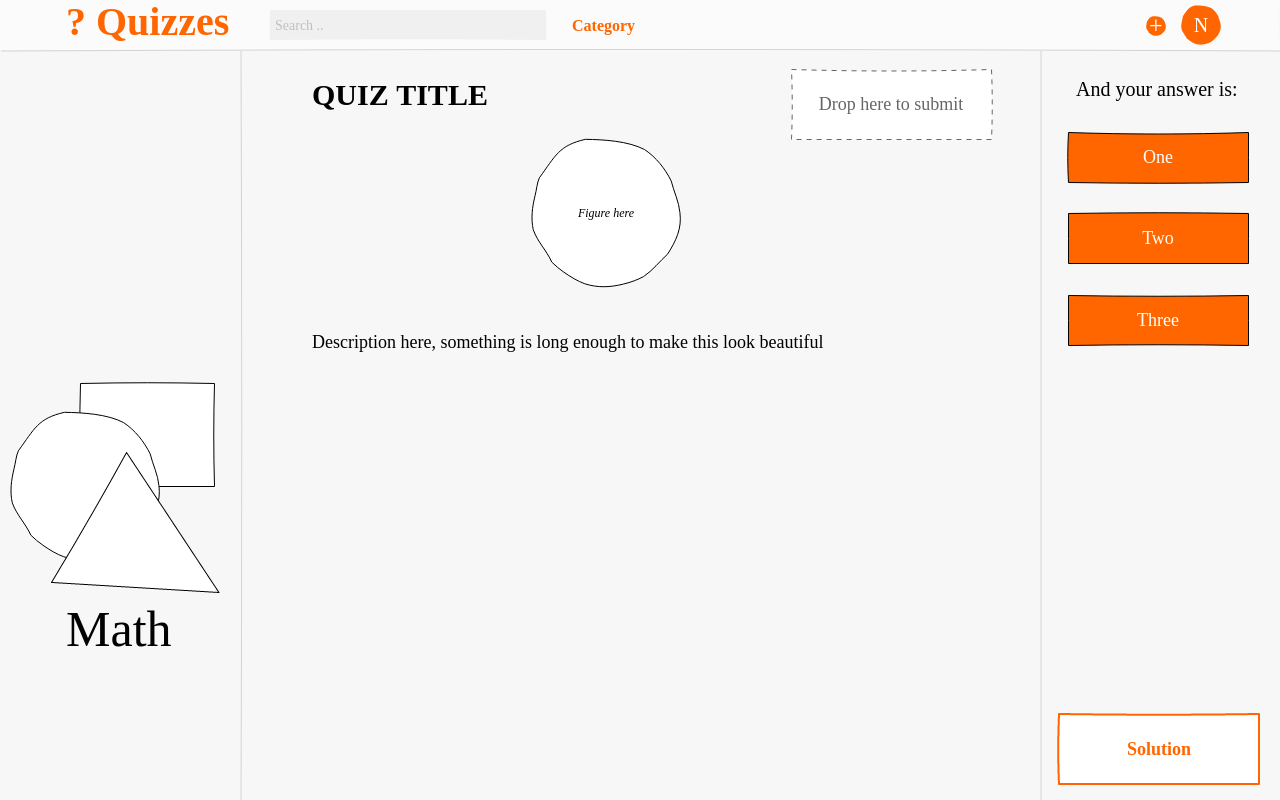 ? Quizzes
Search ..
Category
N
QUIZ TITLE
Drop here to submit
Figure here
Description here, something is long enough to make this look beautiful
Math
And your answer is:
One
Two
Three
Solution